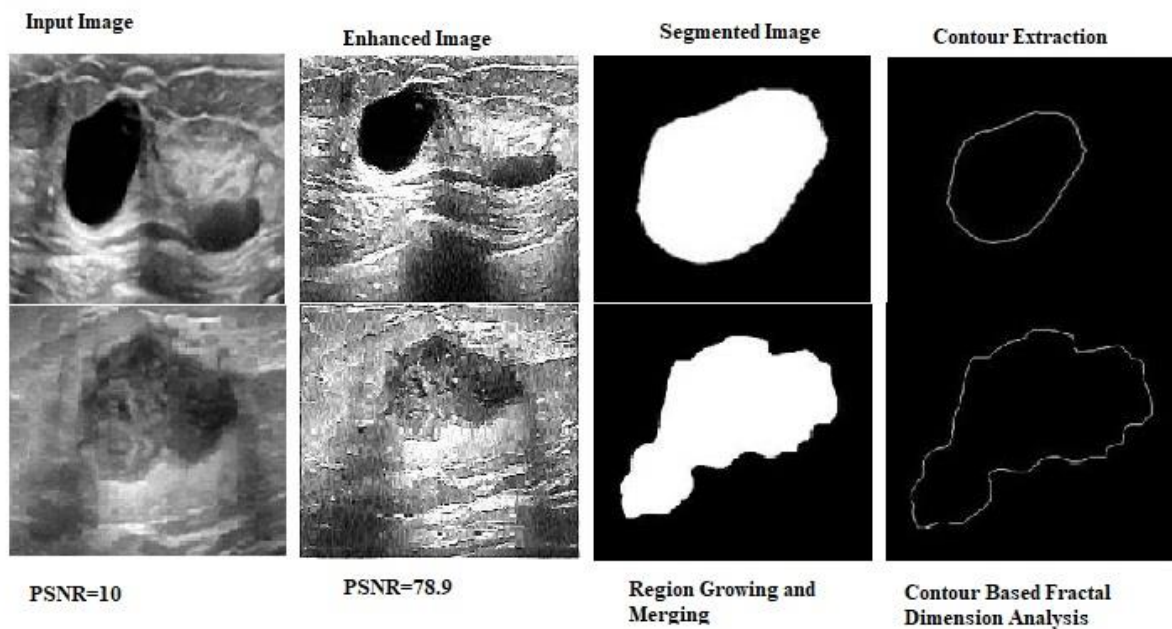 Input Image
Enhanced Image
Segmented Image
Contour Extraction
PSNR=10
PSNR=78.9
Region Growing and
Merging
Contour Based Fractal
Dimension Analysis